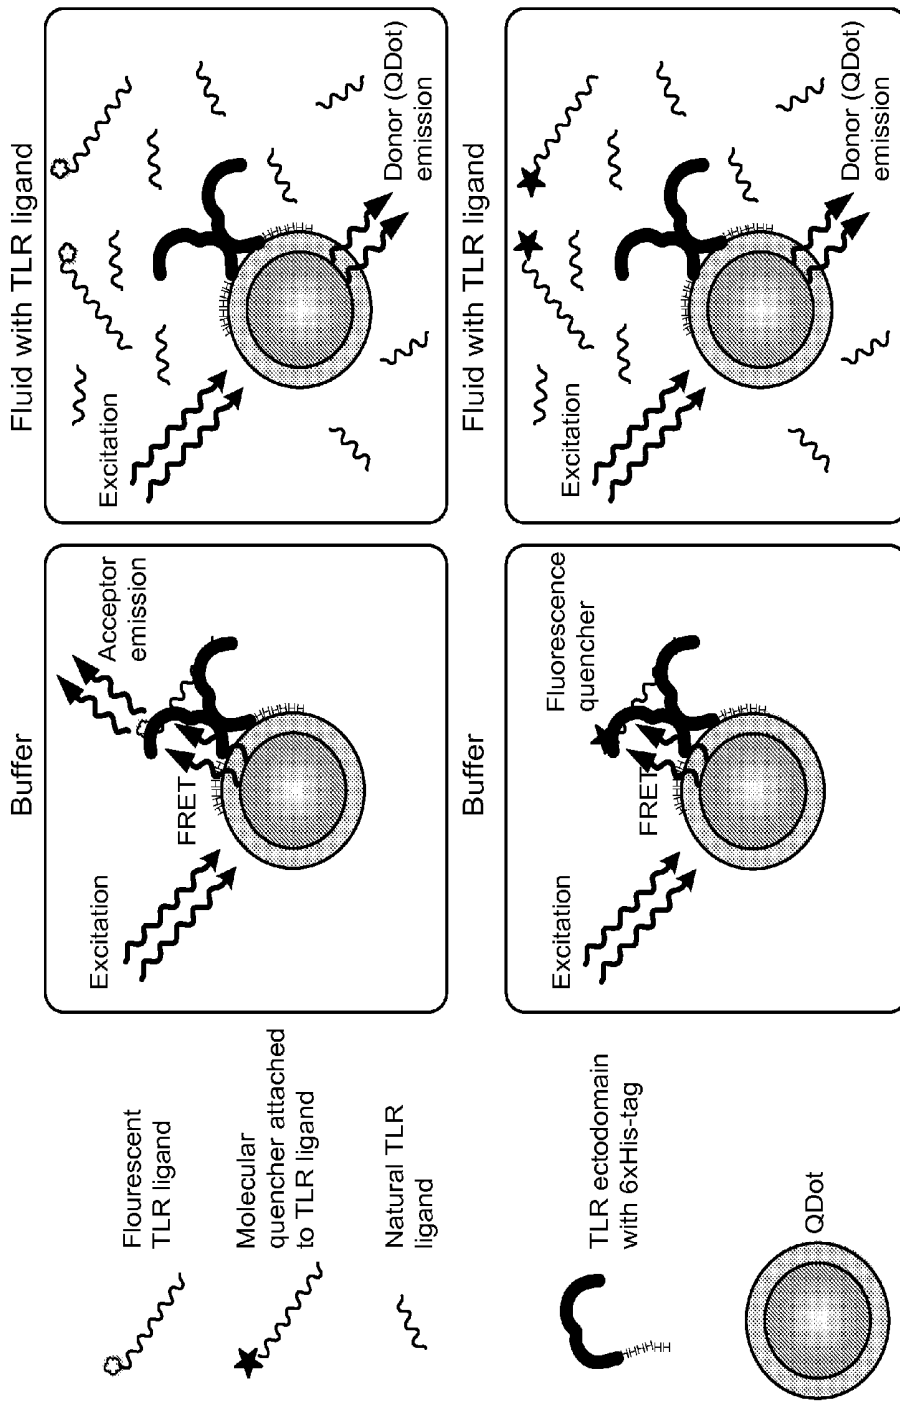 Flourescent
TLR ligand
Molecular
quencher attached
to TLR ligand
Natural TLR
ligand
TLR ectodomain
with 6xHis-tag
QDot
Buffer
Excitation
FRET
Acceptor
emission
Fluid with TLR ligand
Excitation
Donor (QDot)
emission
Buffer
Excitation
FRET
Fluorescence
quencher
Fluid with TLR ligand
Excitation
Donor (QDot)
emission